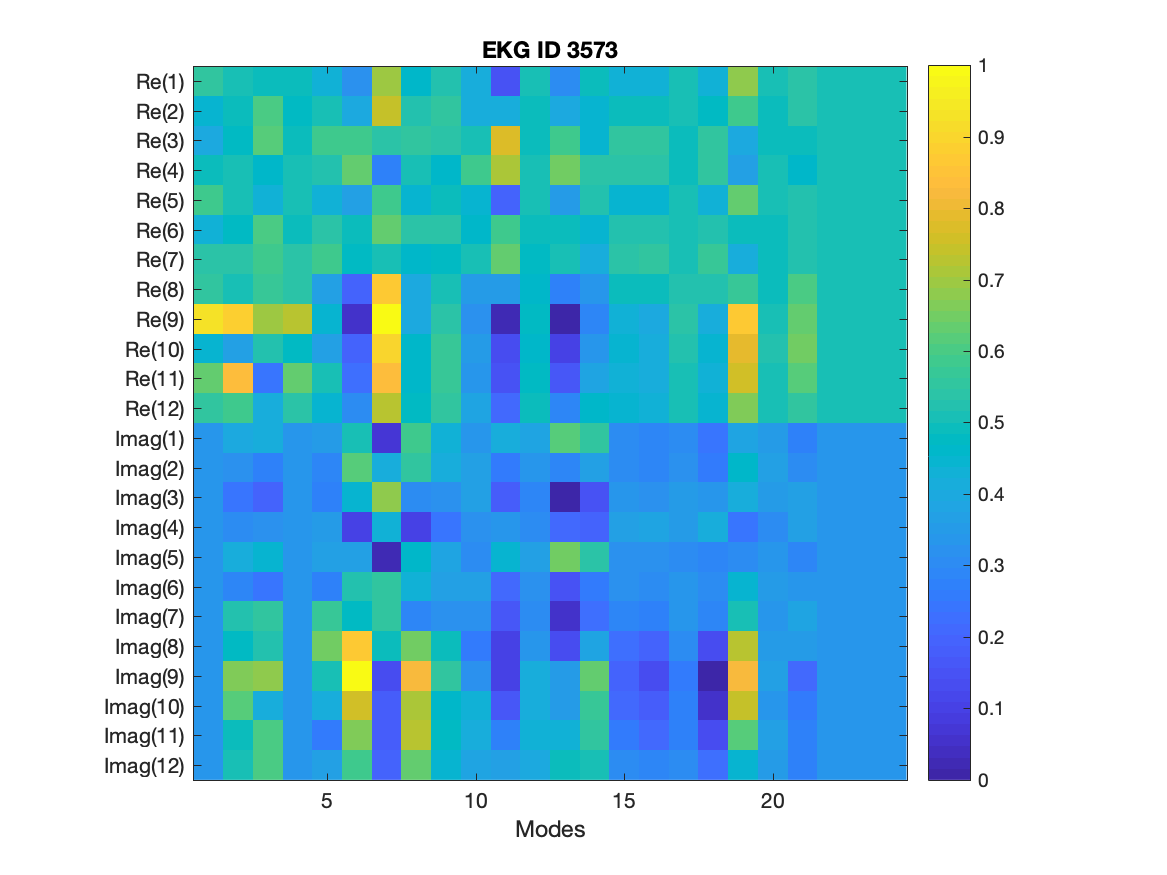 EKG ID 3573
Re(1)
Re(2)
Re(3)
Re(4)
Re(5)
Re(6)
Re(7)
Re(8)
Re(9)
Re(10)
Re(11)
Re(12)
Imag(1)
Imag(2)
Imag(3)
Imag(4)
Imag(5)
Imag(6)
Imag(7)
Imag(8)
Imag(9)
Imag(10)
Imag(11)
Imag(12)
5 10 15 20
Modes
1
0.9
0.8
0.7
0.6
0.5
0.4
0.3
0.2
0.1
0